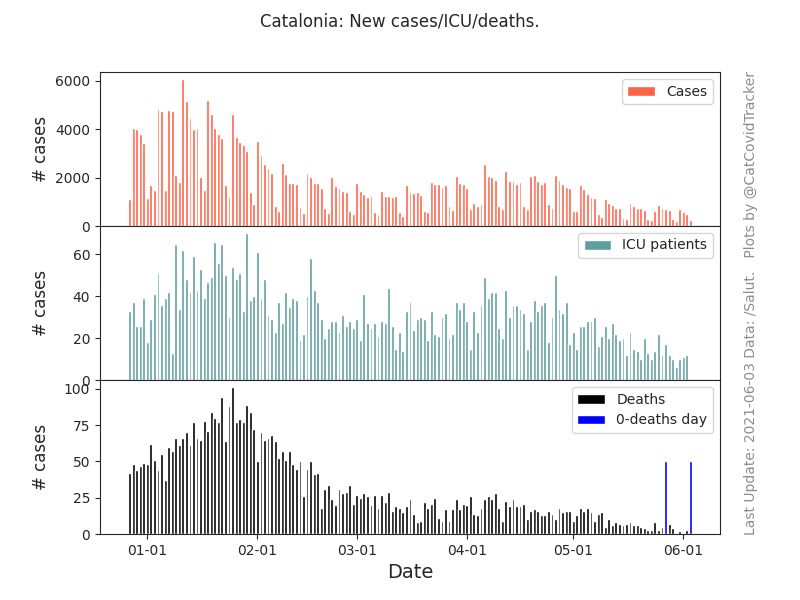 Catalonia: New cases/ICU/deaths.
6000
4000
2000
0
# cases
Cases
60
40
20
0
# cases
ICU patients
100
75
50
25
0
# cases
Deaths
0-deaths day
01-01 02-01 03-01 04-01 05-01 06-01
Date
Last Update: 2021-06-03 Data: /Salut. Plots by @CatCovidTracker